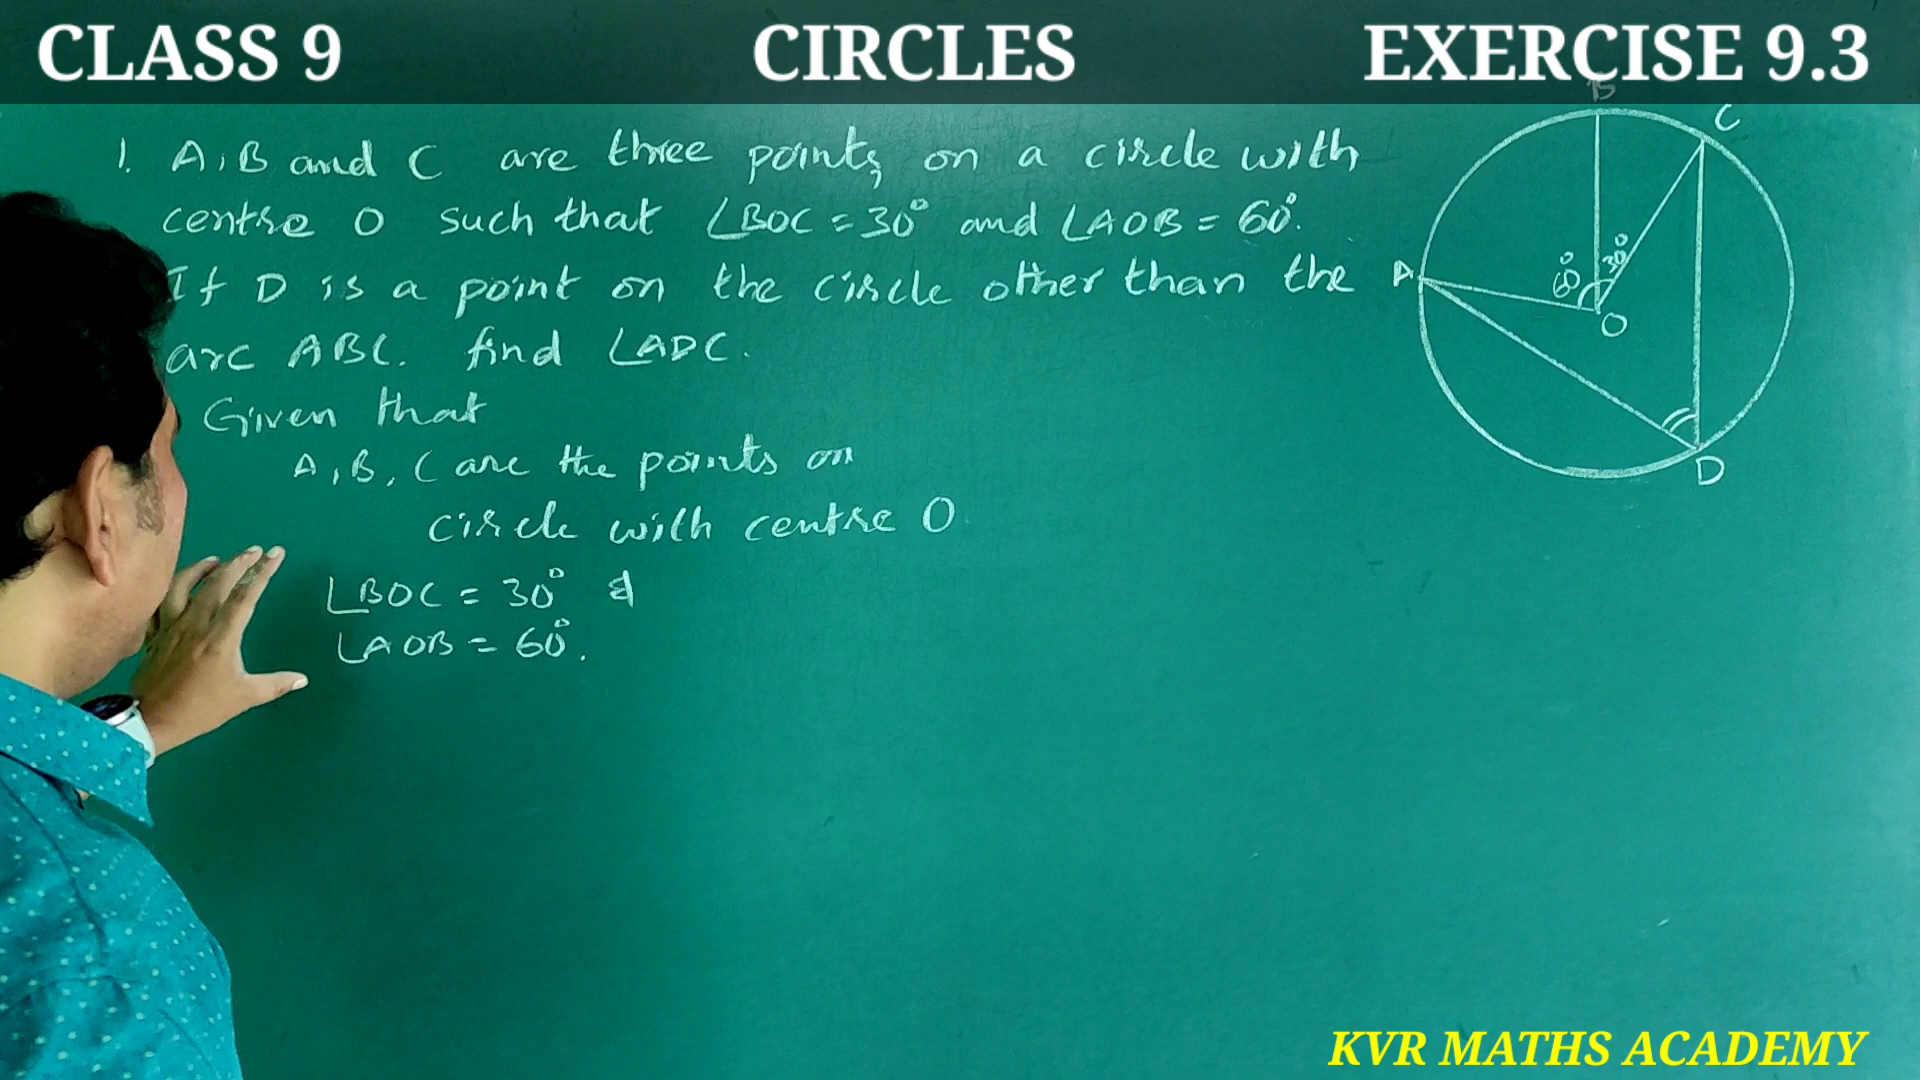 CLASS 9 CIRCLES EXERCISE 9.3
1. A, B and C are three points on a circle with
centre O such that ∠BOC = 30° and ∠AOB = 60°.
If D is a point on the circle other than the
arc ABC. find ∠ADC.
Given that
A, B, C are the points on
circle with centre O
∠BOC = 30° &
∠AOB = 60°.
B
C
A
60° 30°
O
D
KVR MATHS ACADEMY